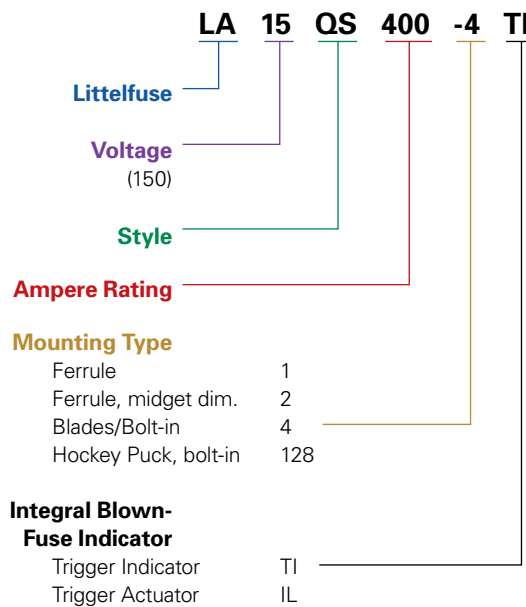 LA 15 QS 400 -4 TI
Littelfuse
Voltage
(150)
Style
Ampere Rating
Mounting Type
Ferrule 1
Ferrule, midget dim. 2
Blades/Bolt-in 4
Hockey Puck, bolt-in 128
Integral Blown-
Fuse Indicator
Trigger Indicator TI
Trigger Actuator IL